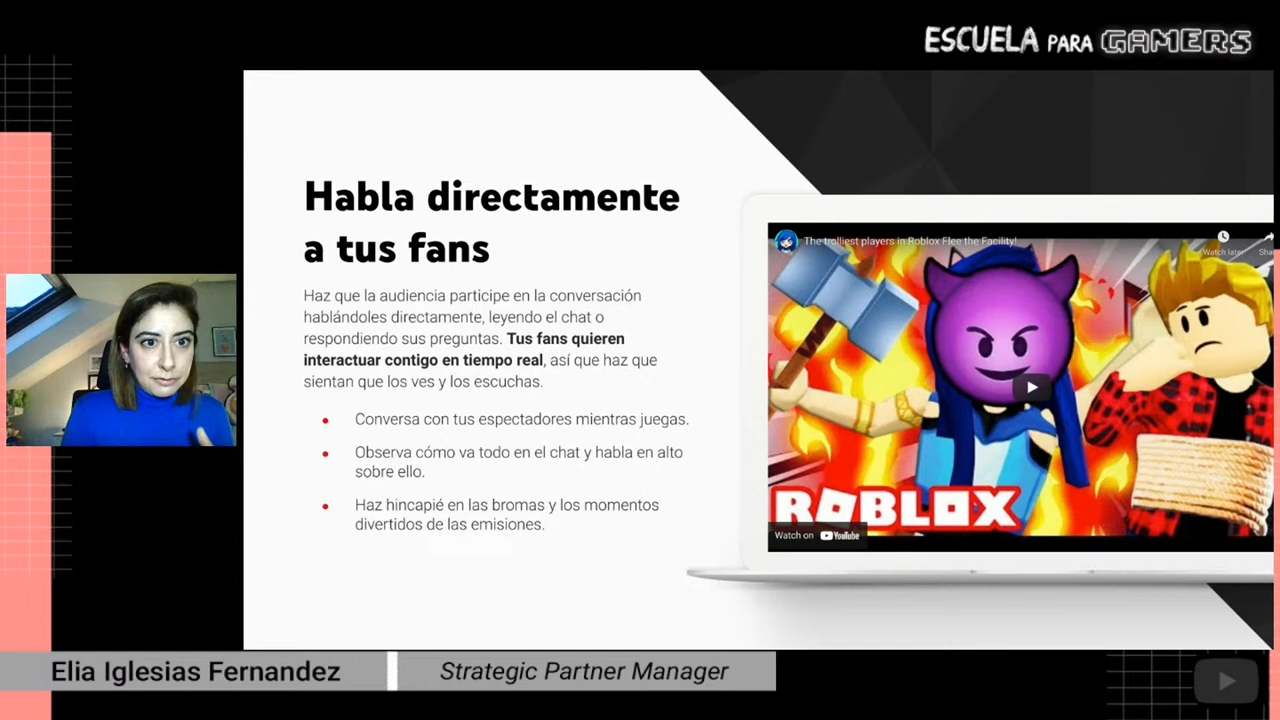 ESCUELA PARA GAMERS
Habla directamente
a tus fans
Haz que la audiencia participe en la conversación
hablándoles directamente, leyendo el chat o
respondiendo sus preguntas. Tus fans quieren
interactuar contigo en tiempo real, así que haz que
sientan que los ves y los escuchas.
Conversa con tus espectadores mientras juegas.
Observa cómo va todo en el chat y habla en alto
sobre ello.
Haz hincapié en las bromas y los momentos
divertidos de las emisiones.
The trolliest players in Roblox Flee the Facility!
Watch later
Sha
ROBLOX
Watch on YouTube
Elia Iglesias Fernandez
Strategic Partner Manager